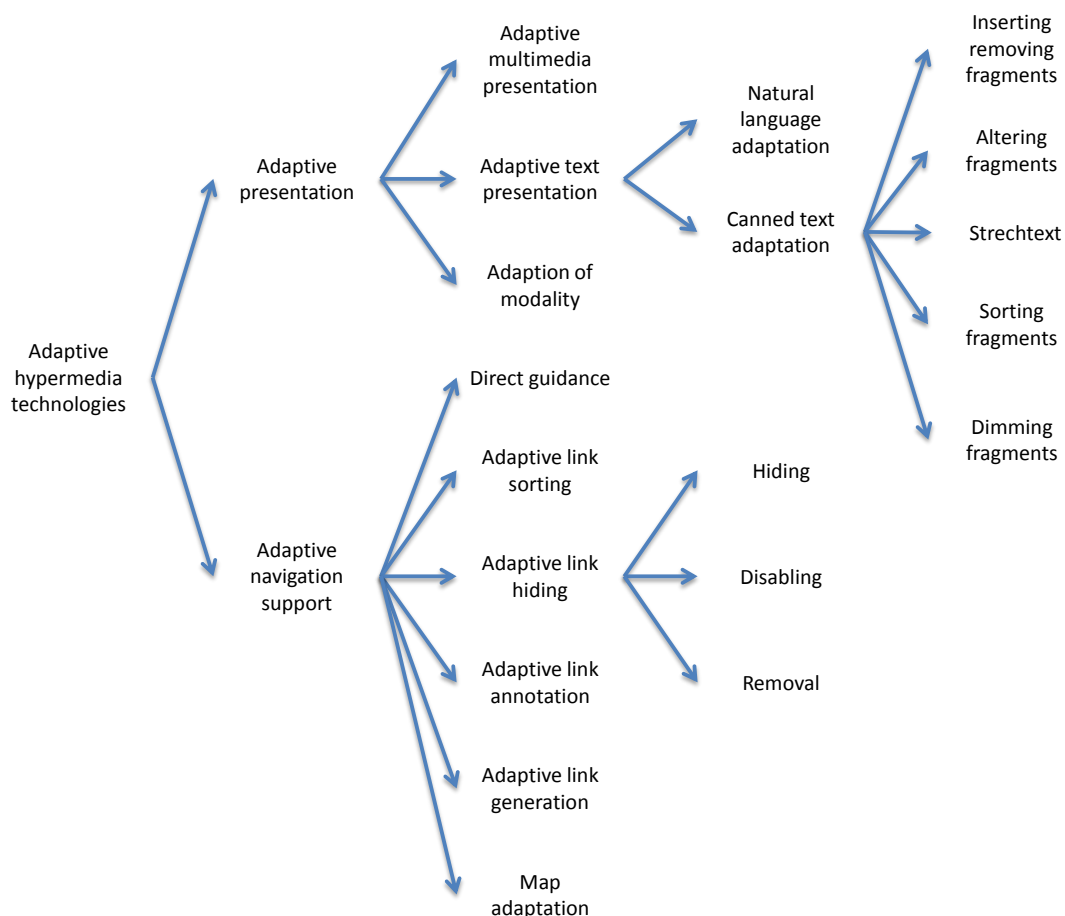 Adaptive
hypermedia
technologies
Adaptive
presentation
Adaptive
navigation
support
Adaptive
multimedia
presentation
Adaptive text
presentation
Adaption of
modality
Direct guidance
Adaptive link
sorting
Adaptive link
hiding
Adaptive link
annotation
Adaptive link
generation
Map
adaptation
Natural
language
adaptation
Canned text
adaptation
Hiding
Disabling
Removal
Inserting
removing
fragments
Altering
fragments
Strechtext
Sorting
fragments
Dimming
fragments